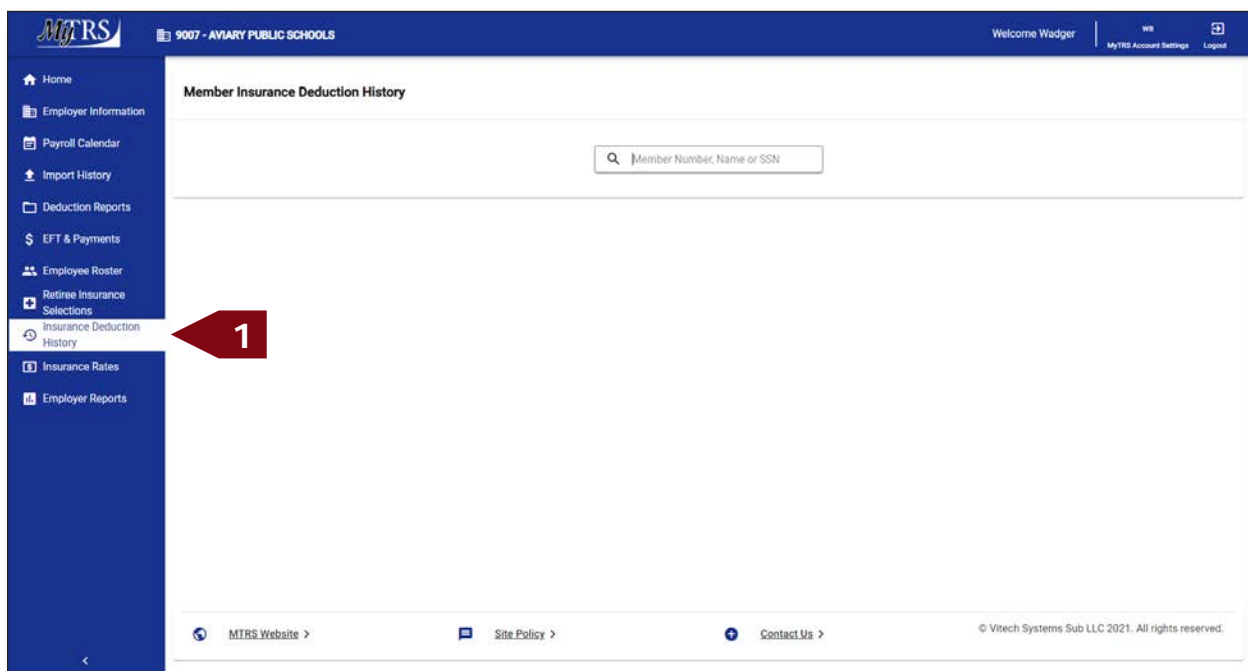 MyTRS
9007 - AVIARY PUBLIC SCHOOLS
Welcome Wadger
WB
MyTRS Account Settings
Logout
Home
Employer Information
Payroll Calendar
Import History
Deduction Reports
$ EFT & Payments
Employee Roster
Retiree Insurance
Selections
Insurance Deduction
History
Insurance Rates
Employer Reports
<
Member Insurance Deduction History
Member Number, Name or SSN
1
MTRS Website >
Site Policy >
Contact Us >
© Vitech Systems Sub LLC 2021. All rights reserved.